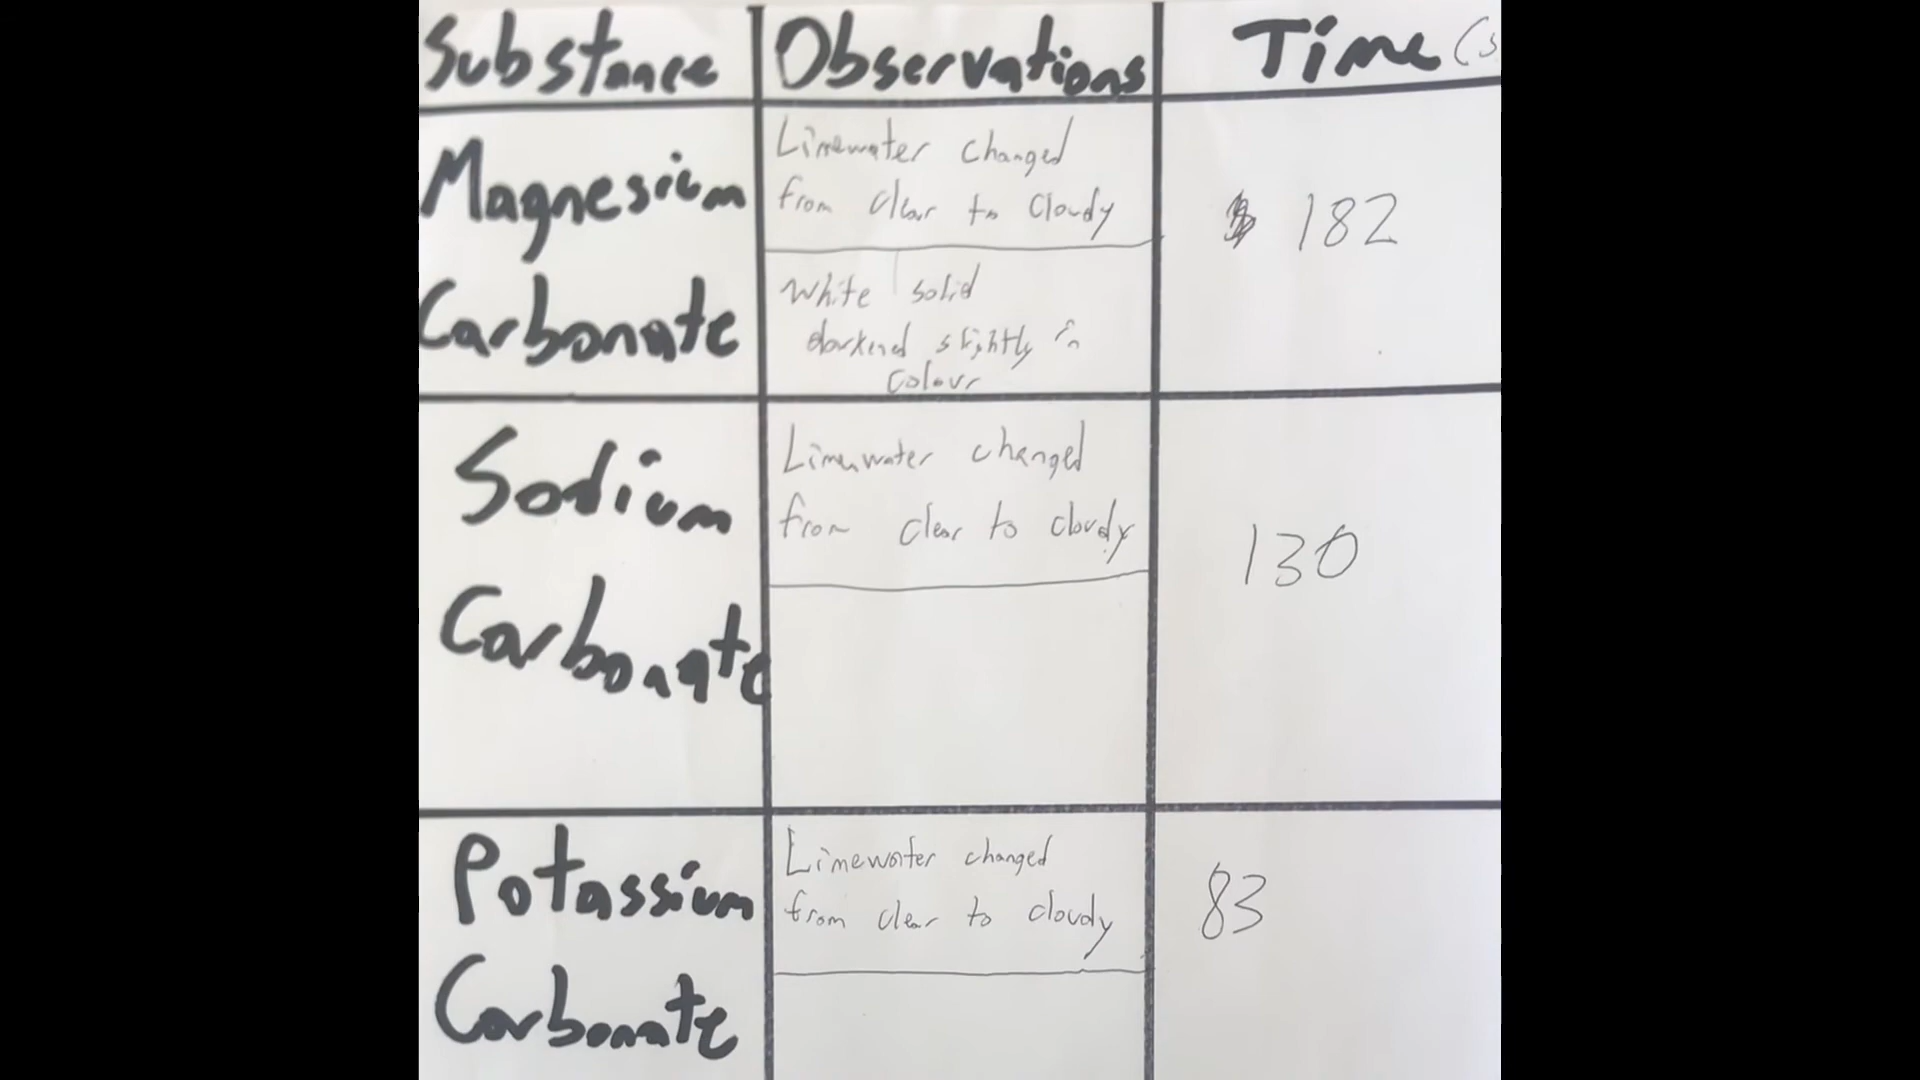 Substance
Observations
Time (s
Magnesium
Carbonate
Limewater changed
from clear to cloudy
White solid
darkened slightly in
colour
182
Sodium
Carbonate
Limewater changed
from clear to cloudy
130
Potassium
Carbonate
Limewater changed
from clear to cloudy
83